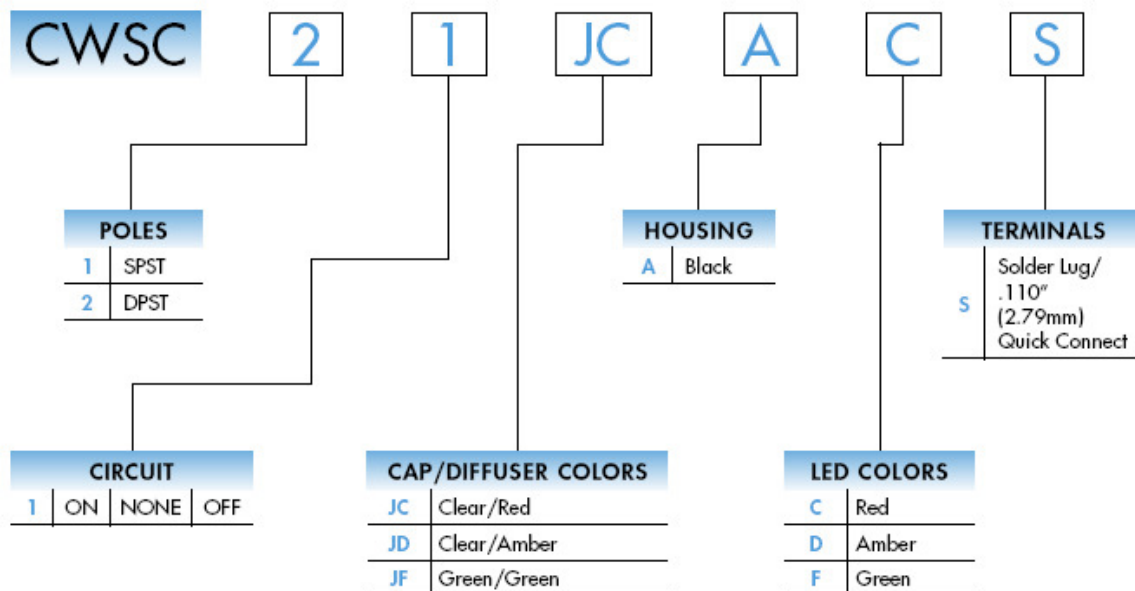 CWSC 2 1 JC A C S
POLES
1 SPST
2 DPST
HOUSING
A Black
TERMINALS
S Solder Lug/
.110"
(2.79mm)
Quick Connect
CIRCUIT
1 ON NONE OFF
CAP/DIFFUSER COLORS
JC Clear/Red
JD Clear/Amber
JF Green/Green
LED COLORS
C Red
D Amber
F Green